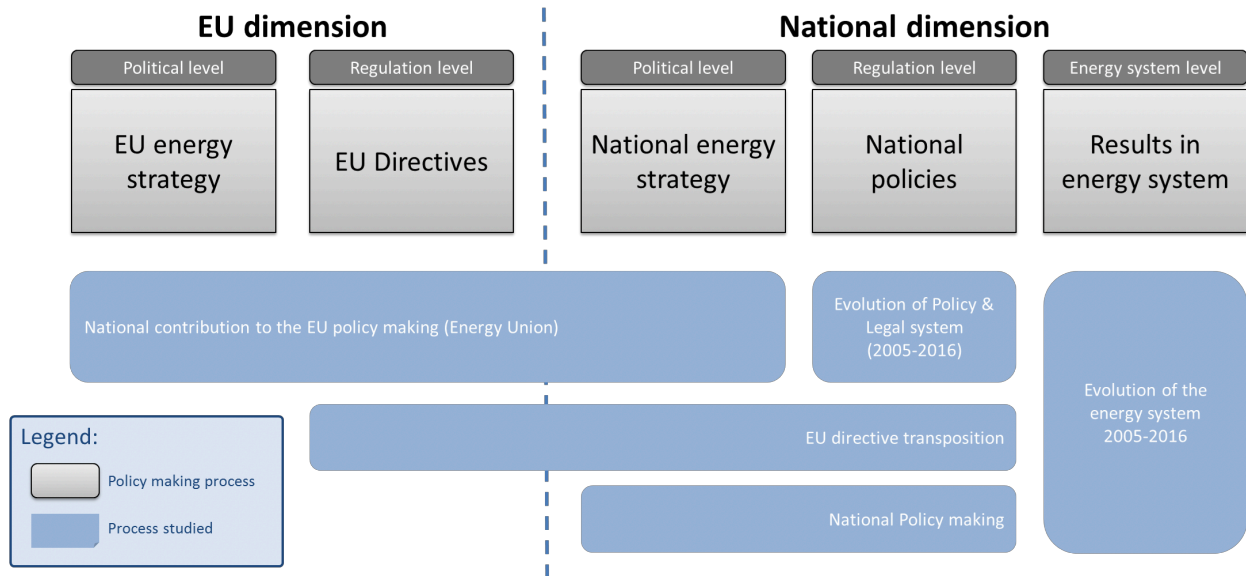 EU dimension
National dimension
Political level
Regulation level
Political level
Regulation level
Energy system level
EU energy
strategy
EU Directives
National energy
strategy
National
policies
Results in
energy system
National contribution to the EU policy making (Energy Union)
Evolution of Policy &
Legal system
(2005-2016)
Evolution of the
energy system
2005-2016
EU directive transposition
National Policy making
Legend:
Policy making process
Process studied